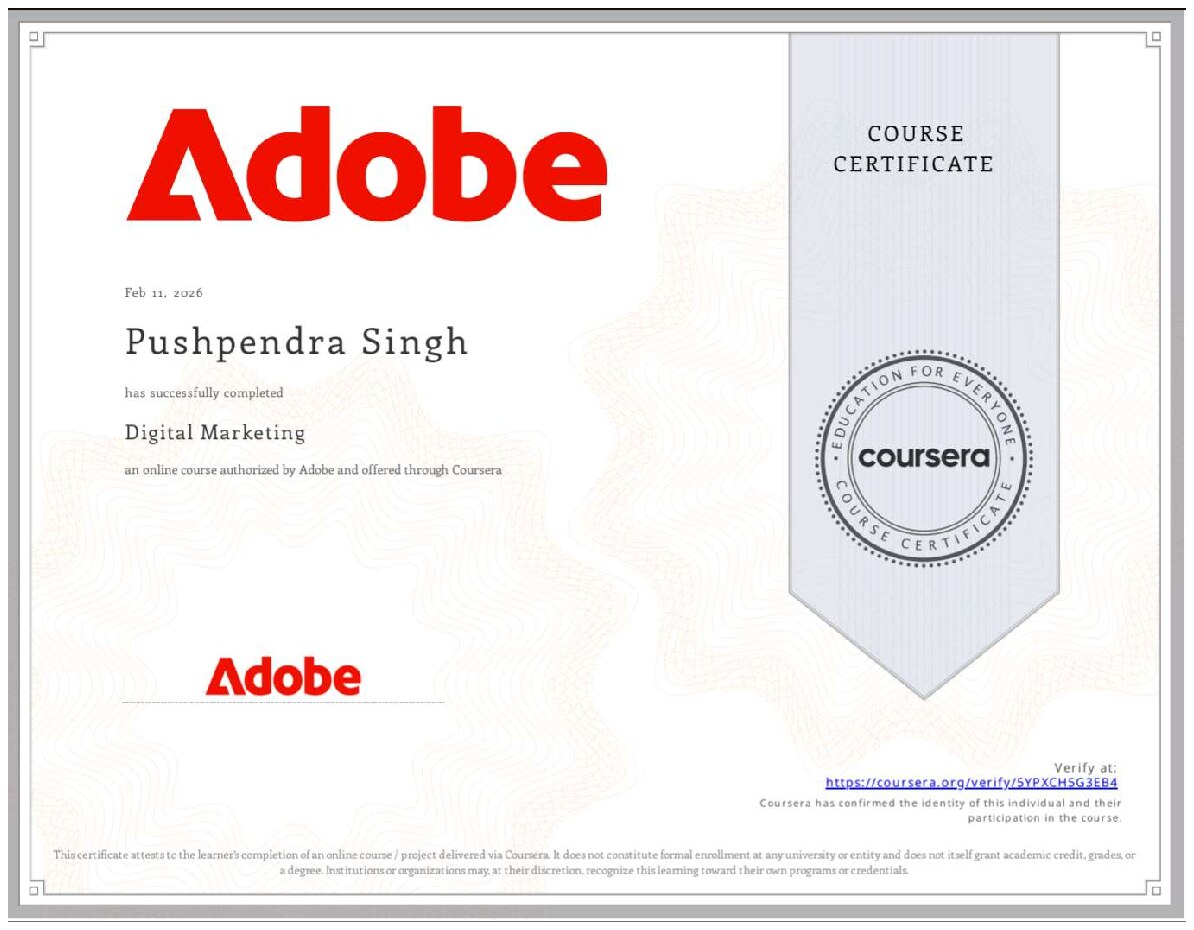 Adobe
COURSE
CERTIFICATE
Feb 11, 2026
Pushpendra Singh
has successfully completed
Digital Marketing
an online course authorized by Adobe and offered through Coursera
EDUCATION FOR EVERYONE
coursera
COURSE CERTIFICATE
Adobe
Verify at:
https://coursera.org/verify/5YPXCH5G3EB4
Coursera has confirmed the identity of this individual and their
participation in the course.
This certificate attests to the learner's completion of an online course / project delivered via Coursera. It does not constitute formal enrollment at any university or entity and does not itself grant academic credit, grades, or
a degree. Institutions or organizations may, at their discretion, recognize this learning toward their own programs or credentials.